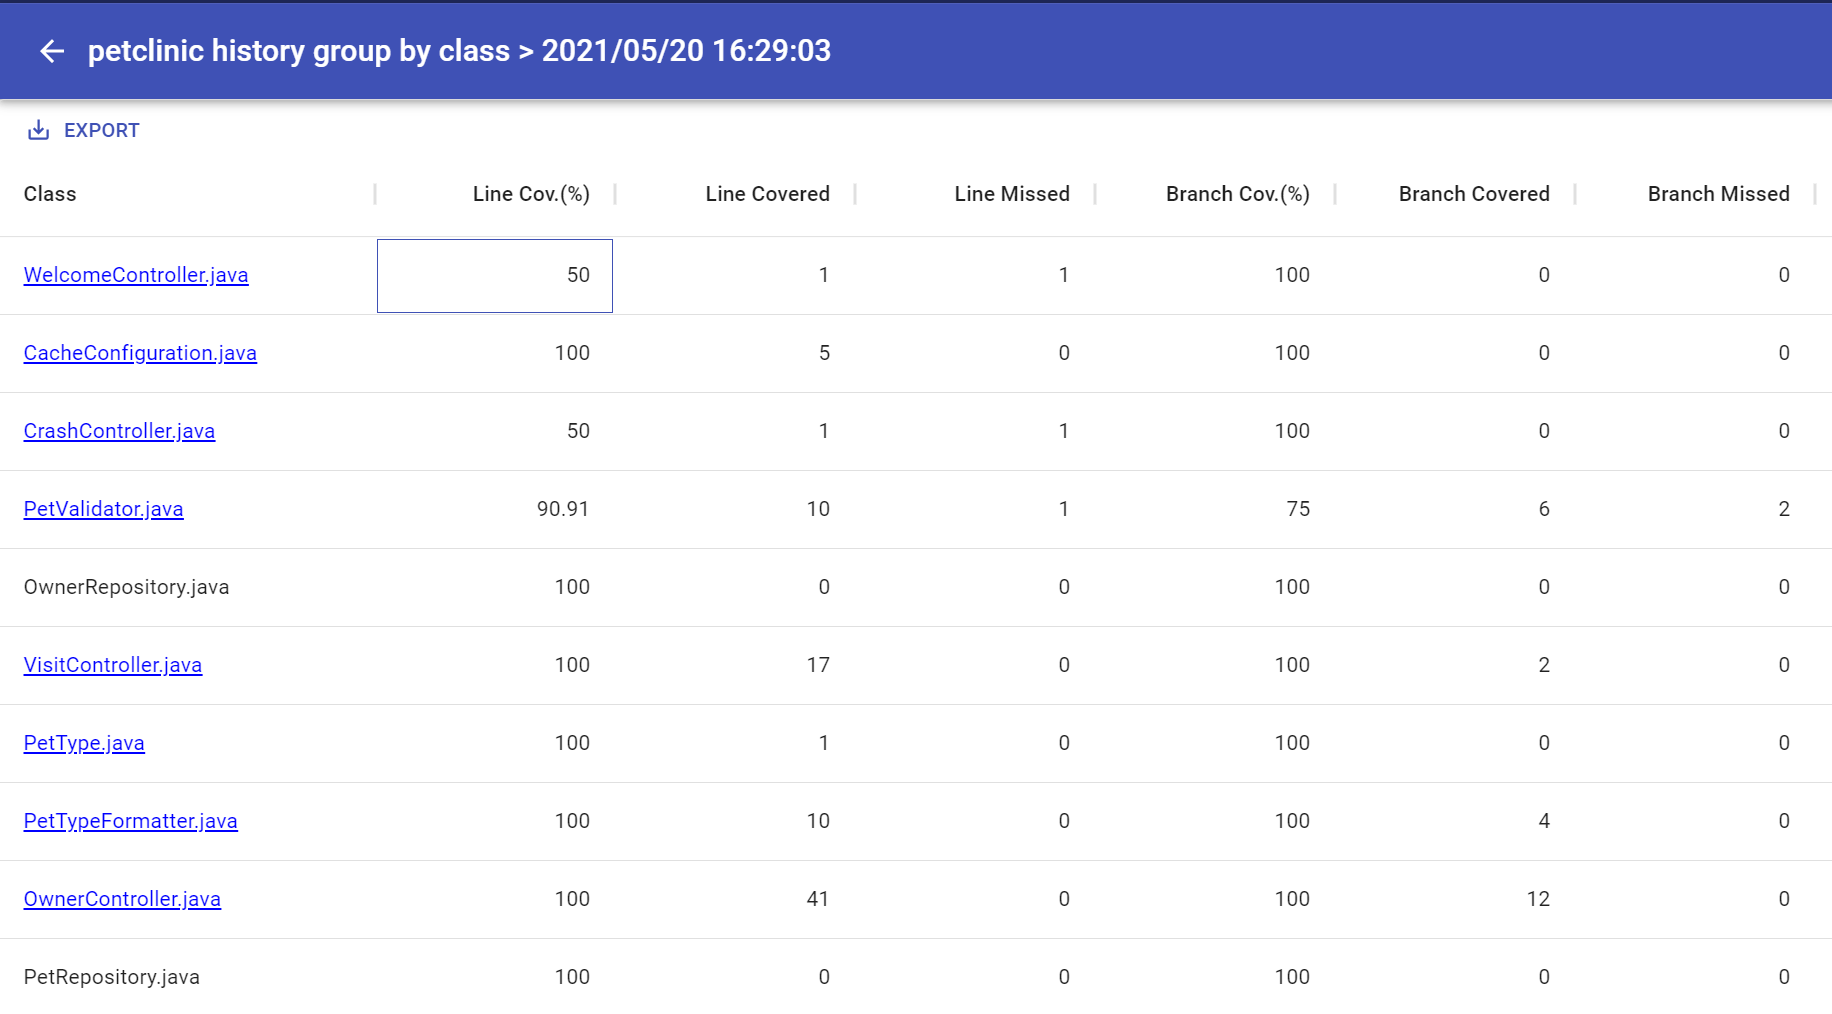 petclinic history group by class > 2021/05/20 16:29:03
EXPORT
Class Line Cov.(%) Line Covered Line Missed Branch Cov.(%) Branch Covered Branch Missed
WelcomeController.java 50 1 1 100 0 0
CacheConfiguration.java 100 5 0 100 0 0
CrashController.java 50 1 1 100 0 0
PetValidator.java 90.91 10 1 75 6 2
OwnerRepository.java 100 0 0 100 0 0
VisitController.java 100 17 0 100 2 0
PetType.java 100 1 0 100 0 0
PetTypeFormatter.java 100 10 0 100 4 0
OwnerController.java 100 41 0 100 12 0
PetRepository.java 100 0 0 100 0 0